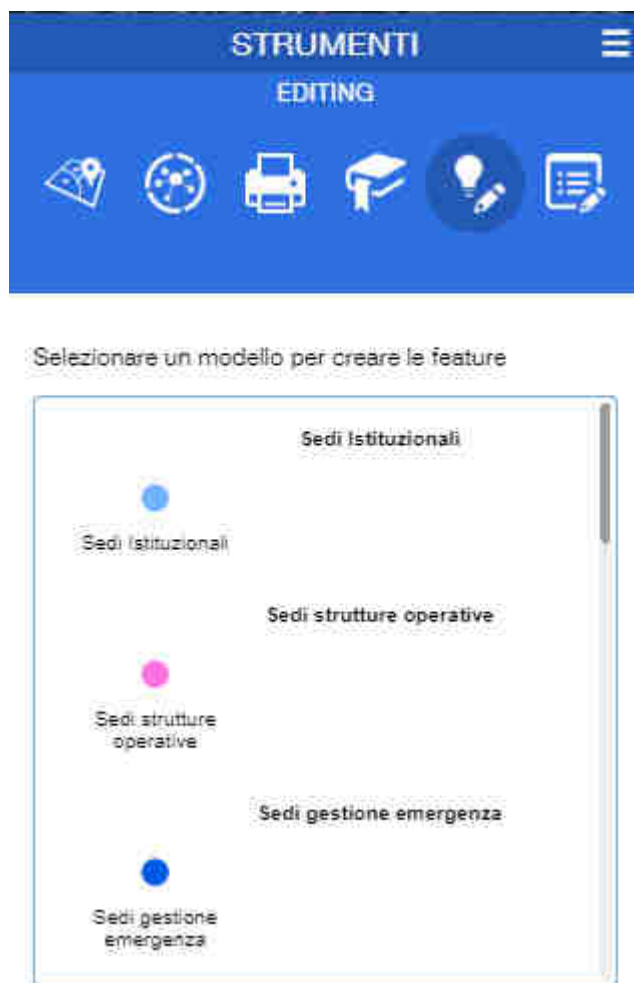 STRUMENTI
EDITING
Selezionare un modello per creare le feature
Sedi Istituzionali
Sedi Istituzionali
Sedi strutture operative
Sedi strutture
operative
Sedi gestione emergenza
Sedi gestione
emergenza